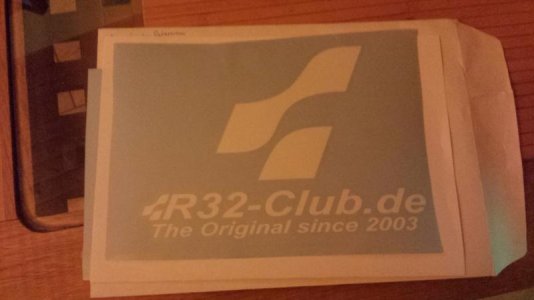 R32-Club.de
The Original since 2003